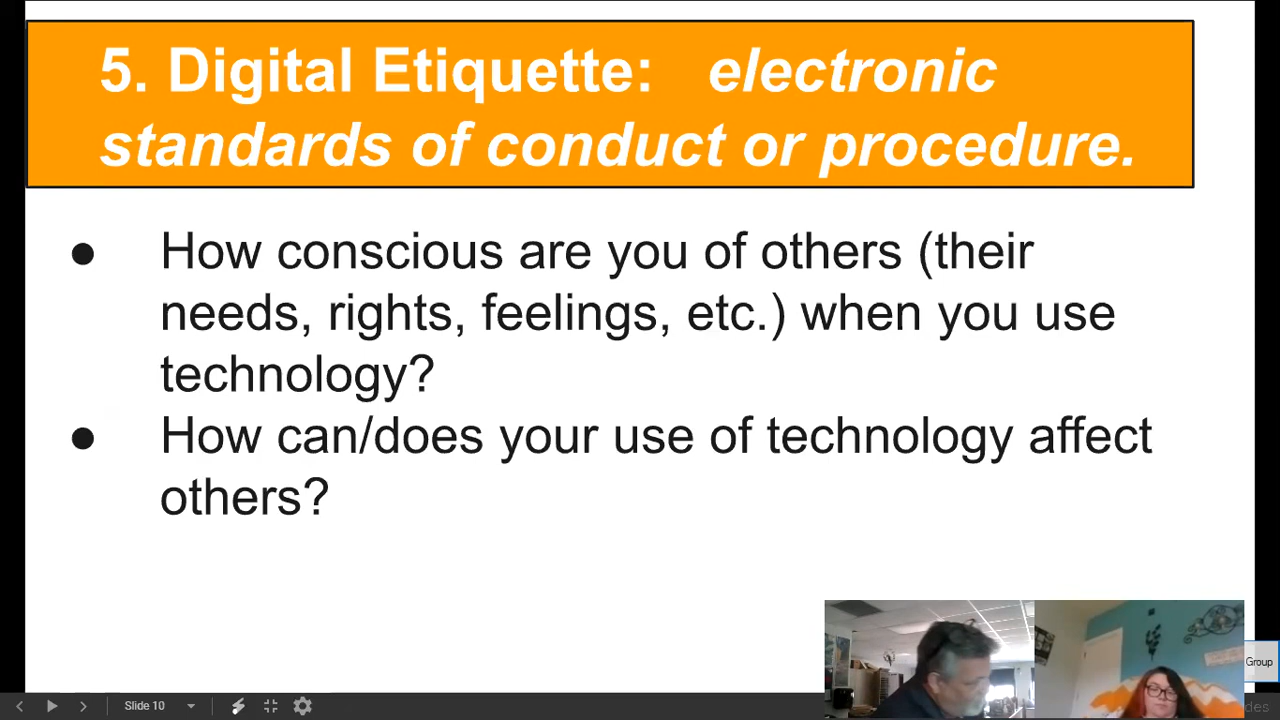 5. Digital Etiquette: electronic
standards of conduct or procedure.
● How conscious are you of others (their
needs, rights, feelings, etc.) when you use
technology?
● How can/does your use of technology affect
others?
Group
Slide 10
des